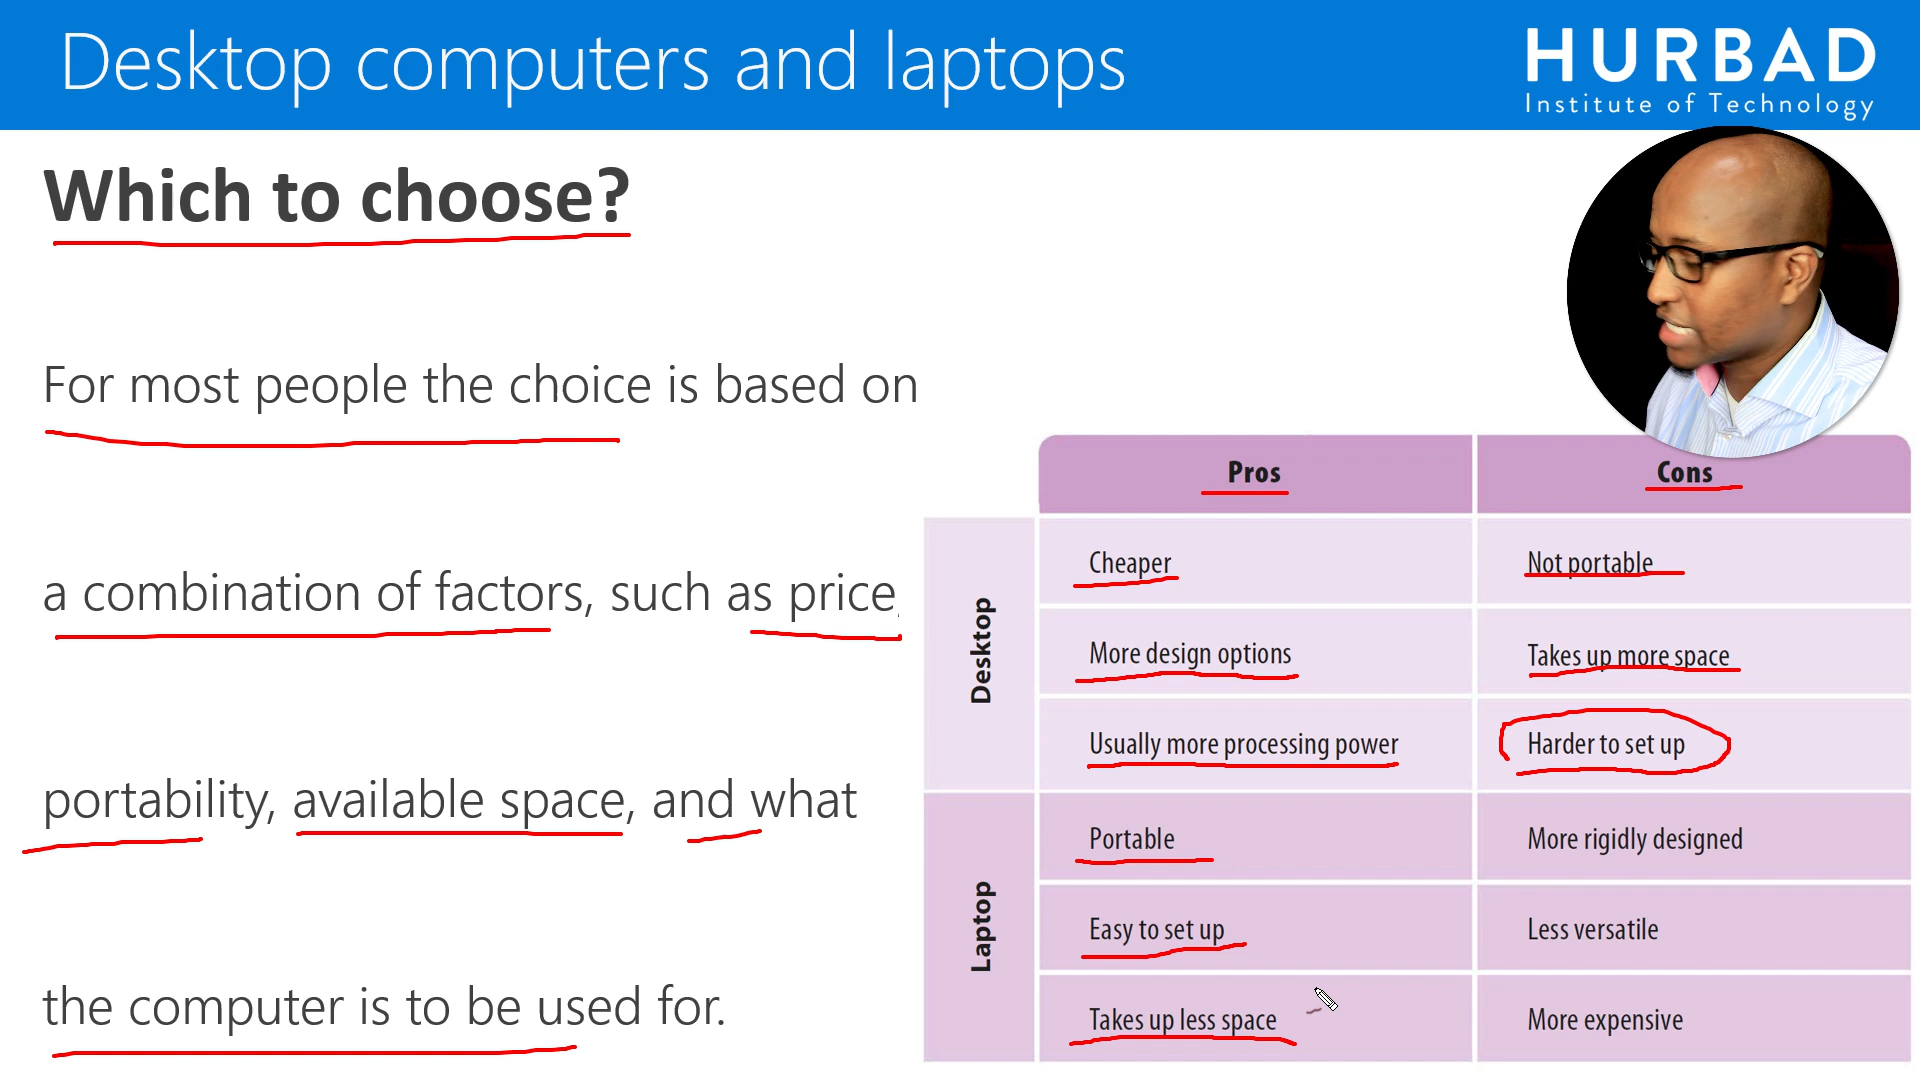 Desktop computers and laptops
HURBAD
Institute of Technology
Which to choose?
For most people the choice is based on
a combination of factors, such as price,
portability, available space, and what
the computer is to be used for.
Pros
Cons
Desktop
Cheaper
Not portable
More design options
Takes up more space
Usually more processing power
Harder to set up
Laptop
Portable
More rigidly designed
Easy to set up
Less versatile
Takes up less space
More expensive